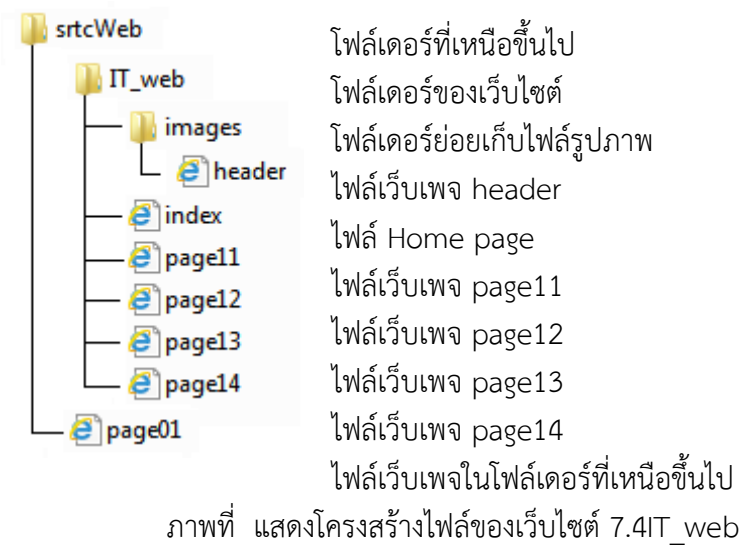 srtcWeb โฟล์เดอร์ที่เหนือขึ้นไป
IT_web โฟล์เดอร์ของเว็บไซต์
images โฟล์เดอร์ย่อยเก็บไฟล์รูปภาพ
header ไฟล์เว็บเพจ header
index ไฟล์ Home page
page11 ไฟล์เว็บเพจ page11
page12 ไฟล์เว็บเพจ page12
page13 ไฟล์เว็บเพจ page13
page14 ไฟล์เว็บเพจ page14
page01 ไฟล์เว็บเพจในโฟล์เดอร์ที่เหนือขึ้นไป
ภาพที่ แสดงโครงสร้างไฟล์ของเว็บไซต์ 7.4IT_web